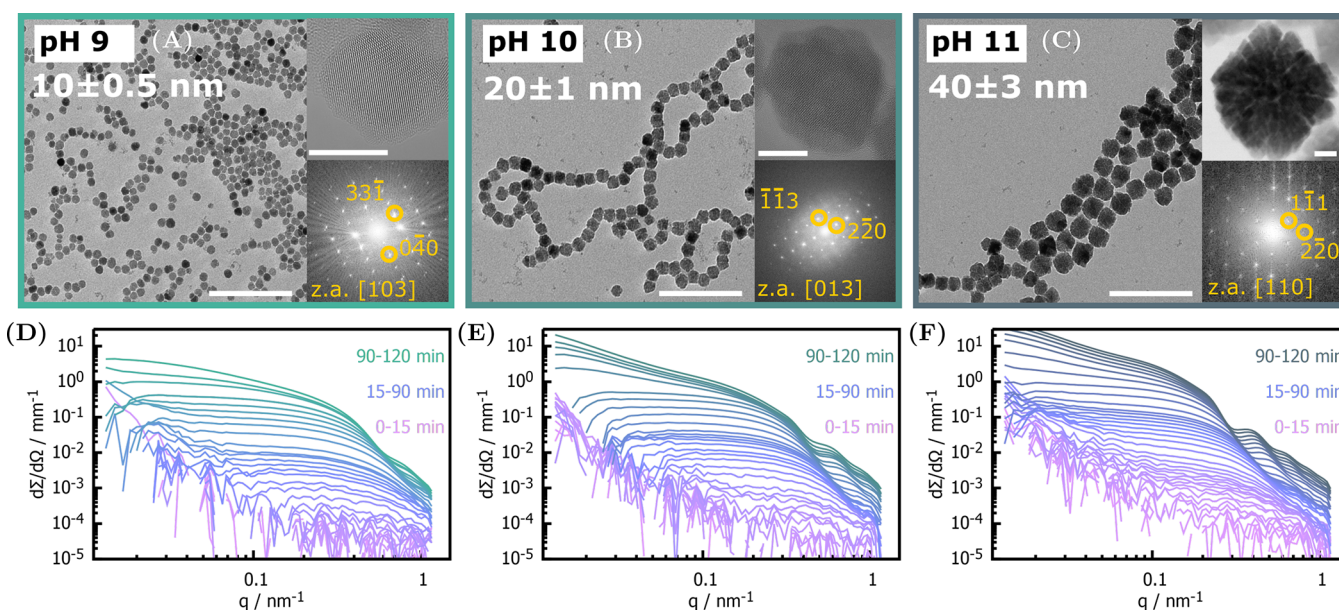 pH 9 (A)
10±0.5 nm
331̅
04̅0
z.a. [103]
pH 10 (B)
20±1 nm
1̅1̅3
22̅0
z.a. [013]
pH 11 (C)
40±3 nm
11̅1
22̅0
z.a. [110]
(D)
10¹
10⁰
10⁻¹
10⁻²
10⁻³
10⁻⁴
10⁻⁵
dΣ/dΩ / mm⁻¹
90-120 min
15-90 min
0-15 min
0.1 1
q / nm⁻¹
(E)
10¹
10⁰
10⁻¹
10⁻²
10⁻³
10⁻⁴
10⁻⁵
dΣ/dΩ / mm⁻¹
90-120 min
15-90 min
0-15 min
0.1 1
q / nm⁻¹
(F)
10¹
10⁰
10⁻¹
10⁻²
10⁻³
10⁻⁴
10⁻⁵
dΣ/dΩ / mm⁻¹
90-120 min
15-90 min
0-15 min
0.1 1
q / nm⁻¹